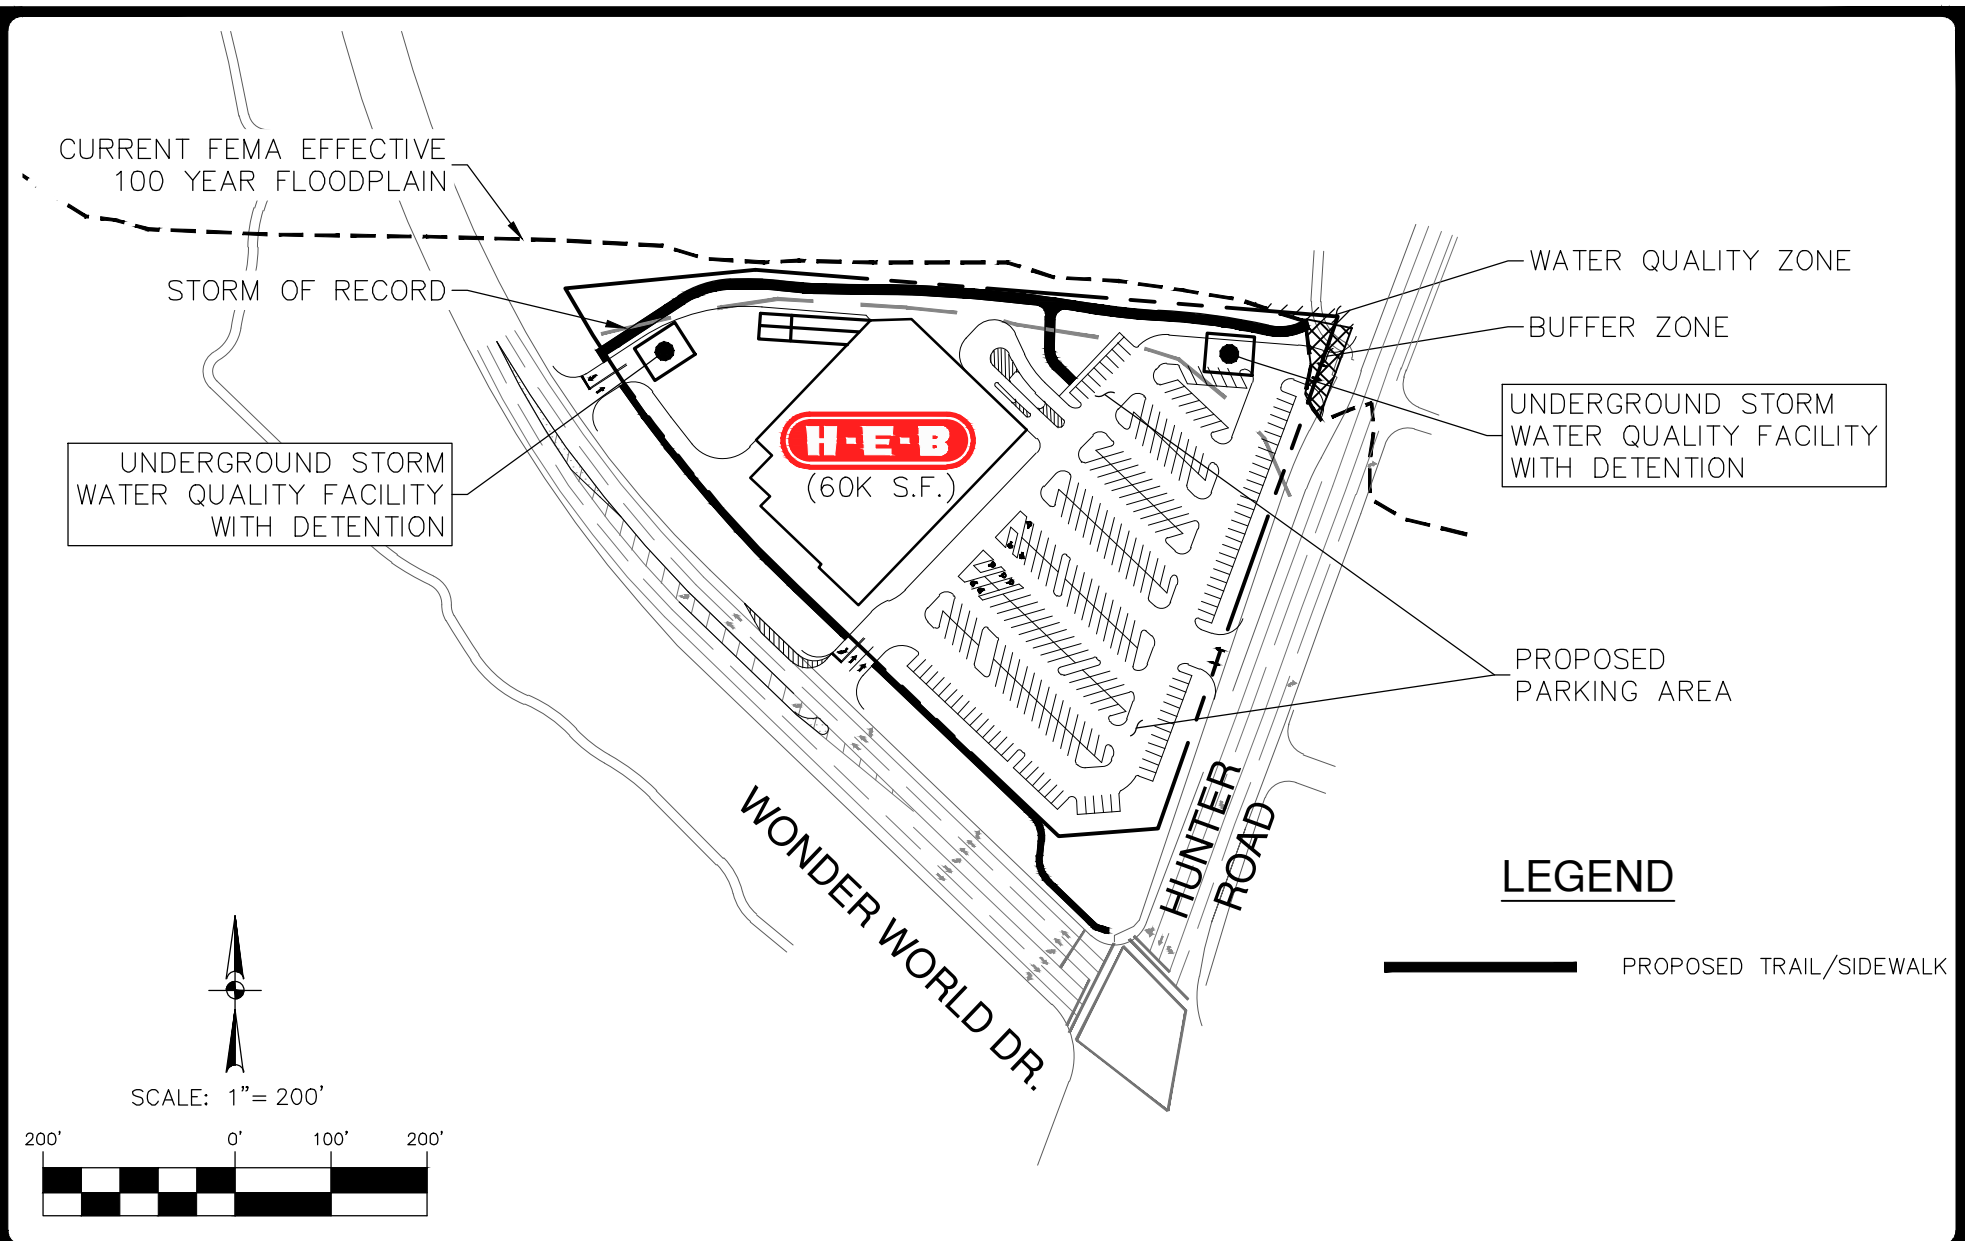 CURRENT FEMA EFFECTIVE
100 YEAR FLOODPLAIN
STORM OF RECORD
WATER QUALITY ZONE
BUFFER ZONE
UNDERGROUND STORM
WATER QUALITY FACILITY
WITH DETENTION
UNDERGROUND STORM
WATER QUALITY FACILITY
WITH DETENTION
H-E-B
(60K S.F.)
PROPOSED
PARKING AREA
WONDER WORLD DR.
HUNTER
ROAD
LEGEND
PROPOSED TRAIL/SIDEWALK
SCALE: 1"= 200'
200' 0' 100' 200'